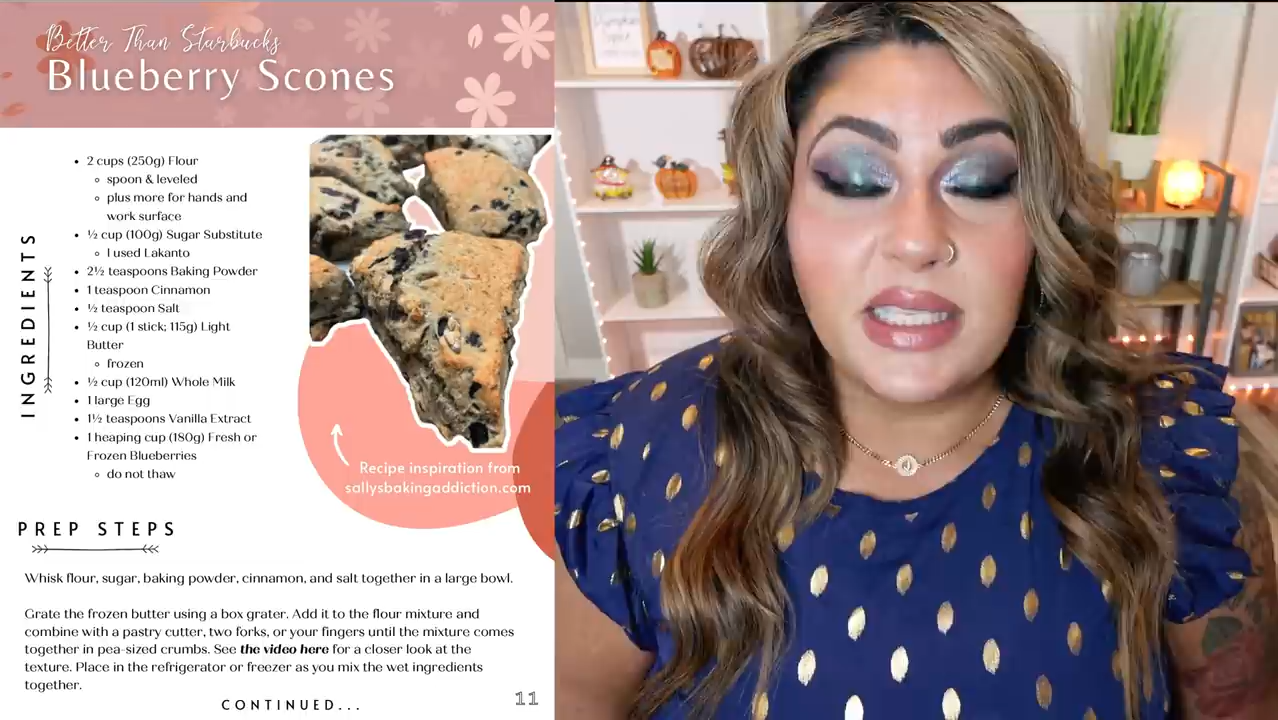 Better Than Starbucks
Blueberry Scones
INGREDIENTS
• 2 cups (250g) Flour
◦ spoon & leveled
◦ plus more for hands and
work surface
• ½ cup (100g) Sugar Substitute
◦ I used Lakanto
• 2½ teaspoons Baking Powder
• 1 teaspoon Cinnamon
• ½ teaspoon Salt
• ½ cup (1 stick; 115g) Light
Butter
◦ frozen
• ½ cup (120ml) Whole Milk
• 1 large Egg
• 1½ teaspoons Vanilla Extract
• 1 heaping cup (180g) Fresh or
Frozen Blueberries
◦ do not thaw
Recipe inspiration from
sallysbakingaddiction.com
PREP STEPS
Whisk flour, sugar, baking powder, cinnamon, and salt together in a large bowl.
Grate the frozen butter using a box grater. Add it to the flour mixture and
combine with a pastry cutter, two forks, or your fingers until the mixture comes
together in pea-sized crumbs. See the video here for a closer look at the
texture. Place in the refrigerator or freezer as you mix the wet ingredients
together.
CONTINUED...
11